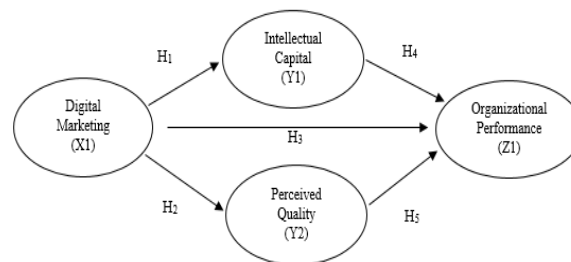 Intellectual
Capital
(Y1)
H1
H4
Digital
Marketing
(X1)
Organizational
Performance
(Z1)
H3
H2
Perceived
Quality
(Y2)
H5